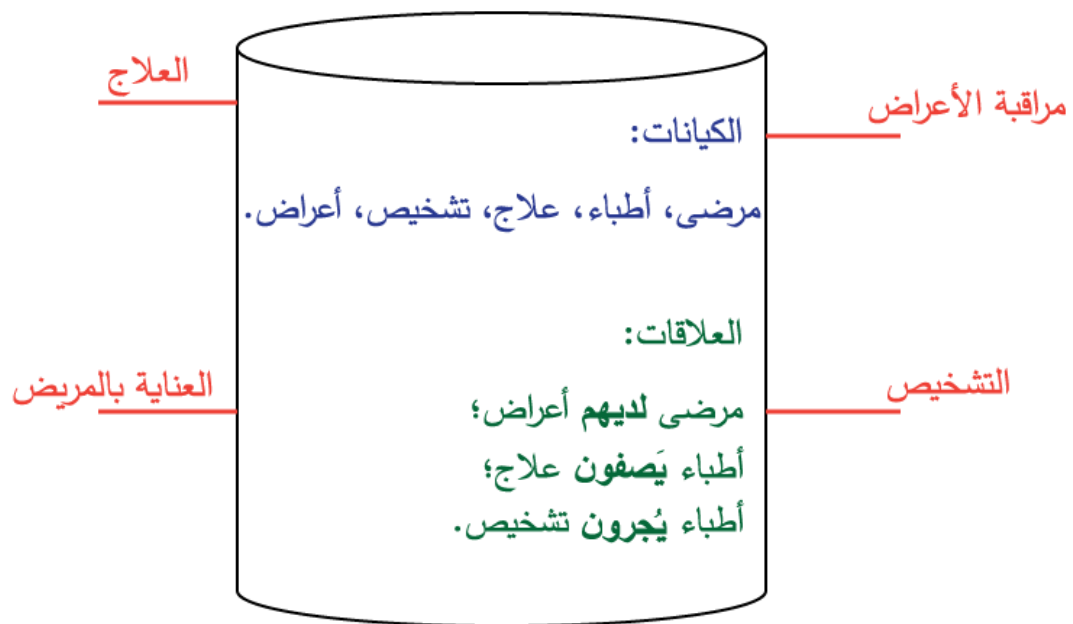 العلاج
مراقبة الأعراض
الكيانات:
مرضى، أطباء، علاج، تشخيص، أعراض.
العلاقات:
العناية بالمريض
التشخيص
مرضى لديهم أعراض؛
أطباء يَصفون علاج؛
أطباء يُجرون تشخيص.